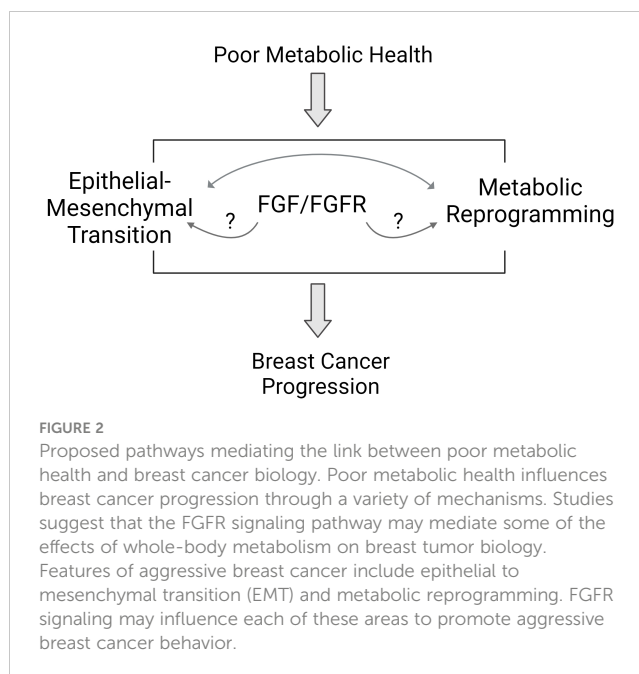 Poor Metabolic Health
Epithelial-
Mesenchymal
Transition
?
FGF/FGFR
?
Metabolic
Reprogramming
Breast Cancer
Progression
FIGURE 2
Proposed pathways mediating the link between poor metabolic
health and breast cancer biology. Poor metabolic health influences
breast cancer progression through a variety of mechanisms. Studies
suggest that the FGFR signaling pathway may mediate some of the
effects of whole-body metabolism on breast tumor biology.
Features of aggressive breast cancer include epithelial to
mesenchymal transition (EMT) and metabolic reprogramming. FGFR
signaling may influence each of these areas to promote aggressive
breast cancer behavior.